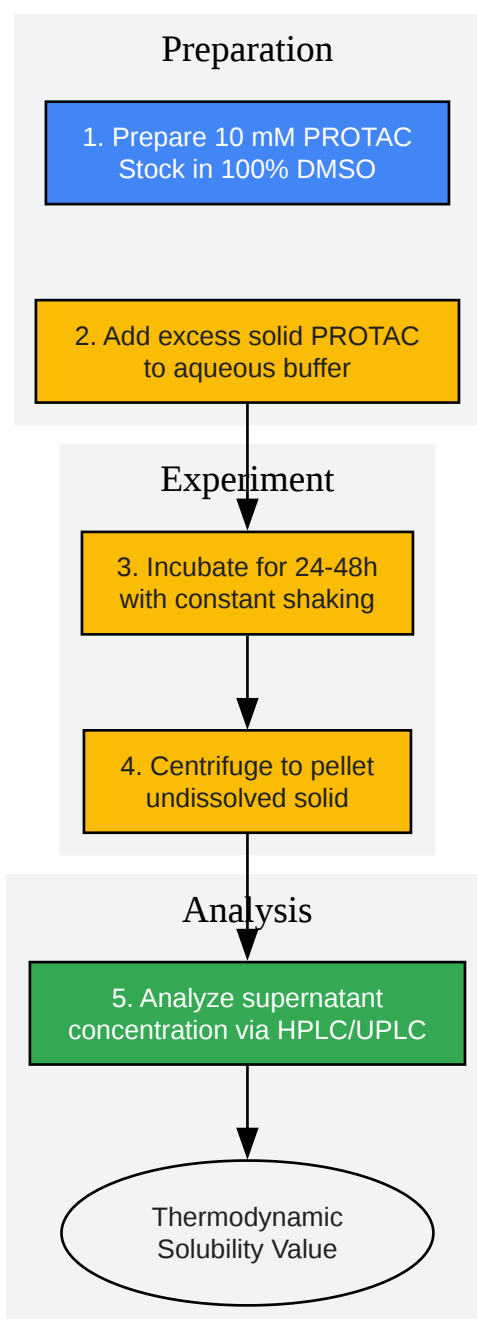 Preparation
1. Prepare 10 mM PROTAC
Stock in 100% DMSO
2. Add excess solid PROTAC
to aqueous buffer
Experiment
3. Incubate for 24-48h
with constant shaking
4. Centrifuge to pellet
undissolved solid
Analysis
5. Analyze supernatant
concentration via HPLC/UPLC
Thermodynamic
Solubility Value